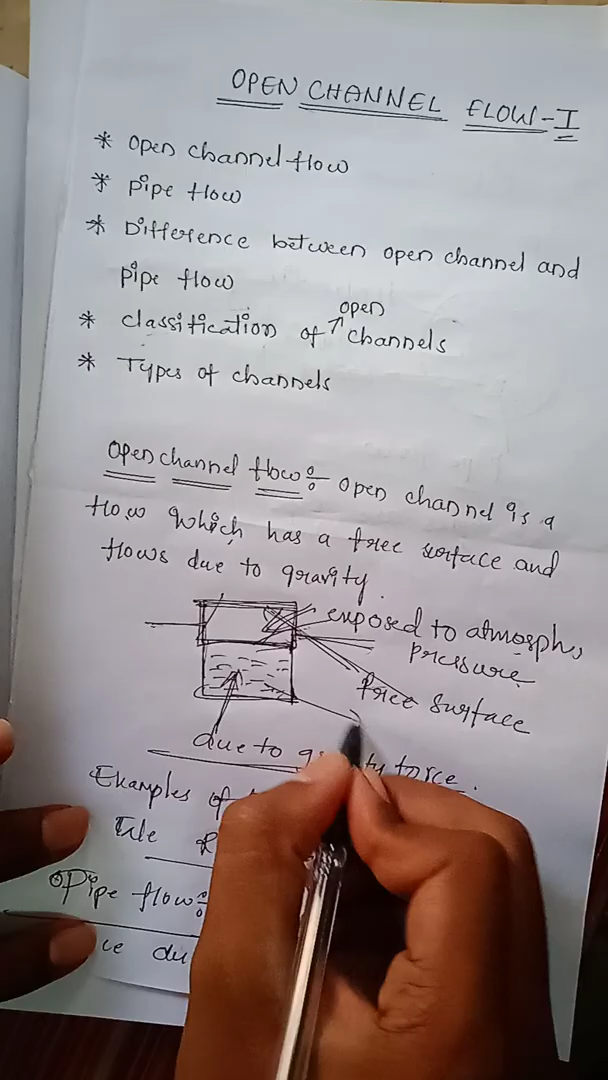 OPEN CHANNEL FLOW-I
* Open channel flow
* Pipe flow
* Difference between open channel and
pipe flow
open
* classification of channels
* Types of channels
Open channel flow: open channel is a
flow which has a free surface and
flows due to gravity.
exposed to atmosph,
pressure
free surface
due to force.
Examples of
Pipe flow:
du